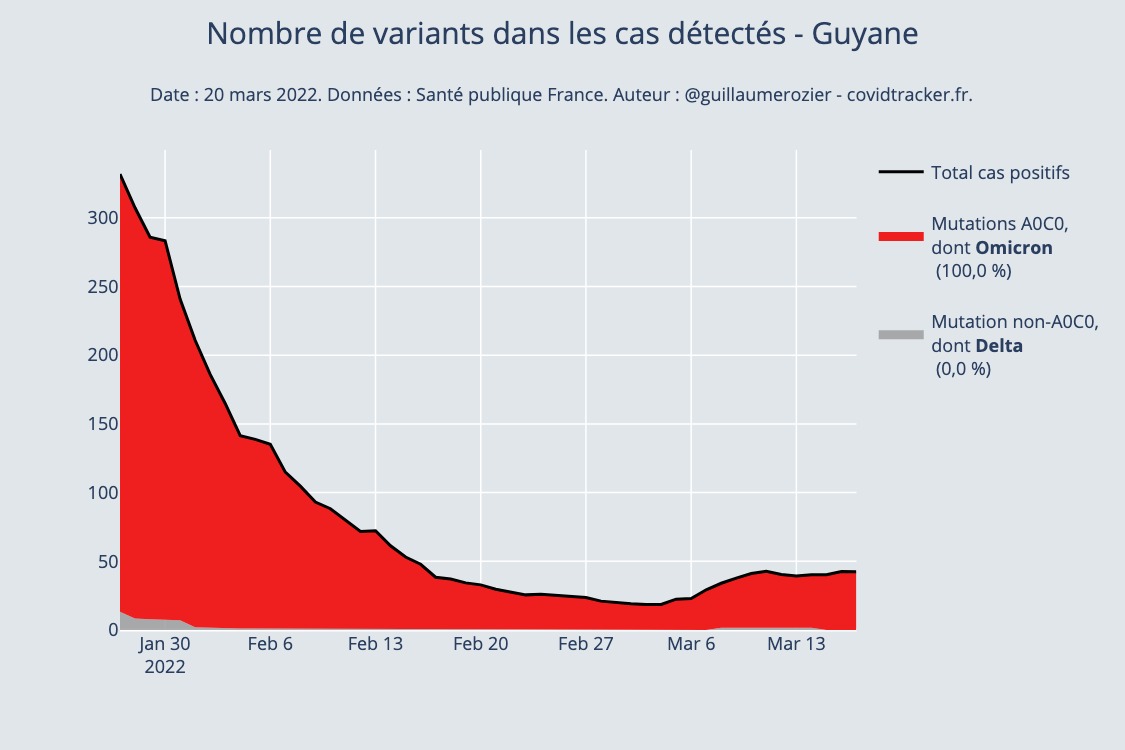 Nombre de variants dans les cas détectés - Guyane
Date : 20 mars 2022. Données : Santé publique France. Auteur : @guillaumerozier - covidtracker.fr.
Total cas positifs
Mutations A0C0,
dont Omicron
(100,0 %)
Mutation non-A0C0,
dont Delta
(0,0 %)
300
250
200
150
100
50
0
Jan 30
2022
Feb 6
Feb 13
Feb 20
Feb 27
Mar 6
Mar 13